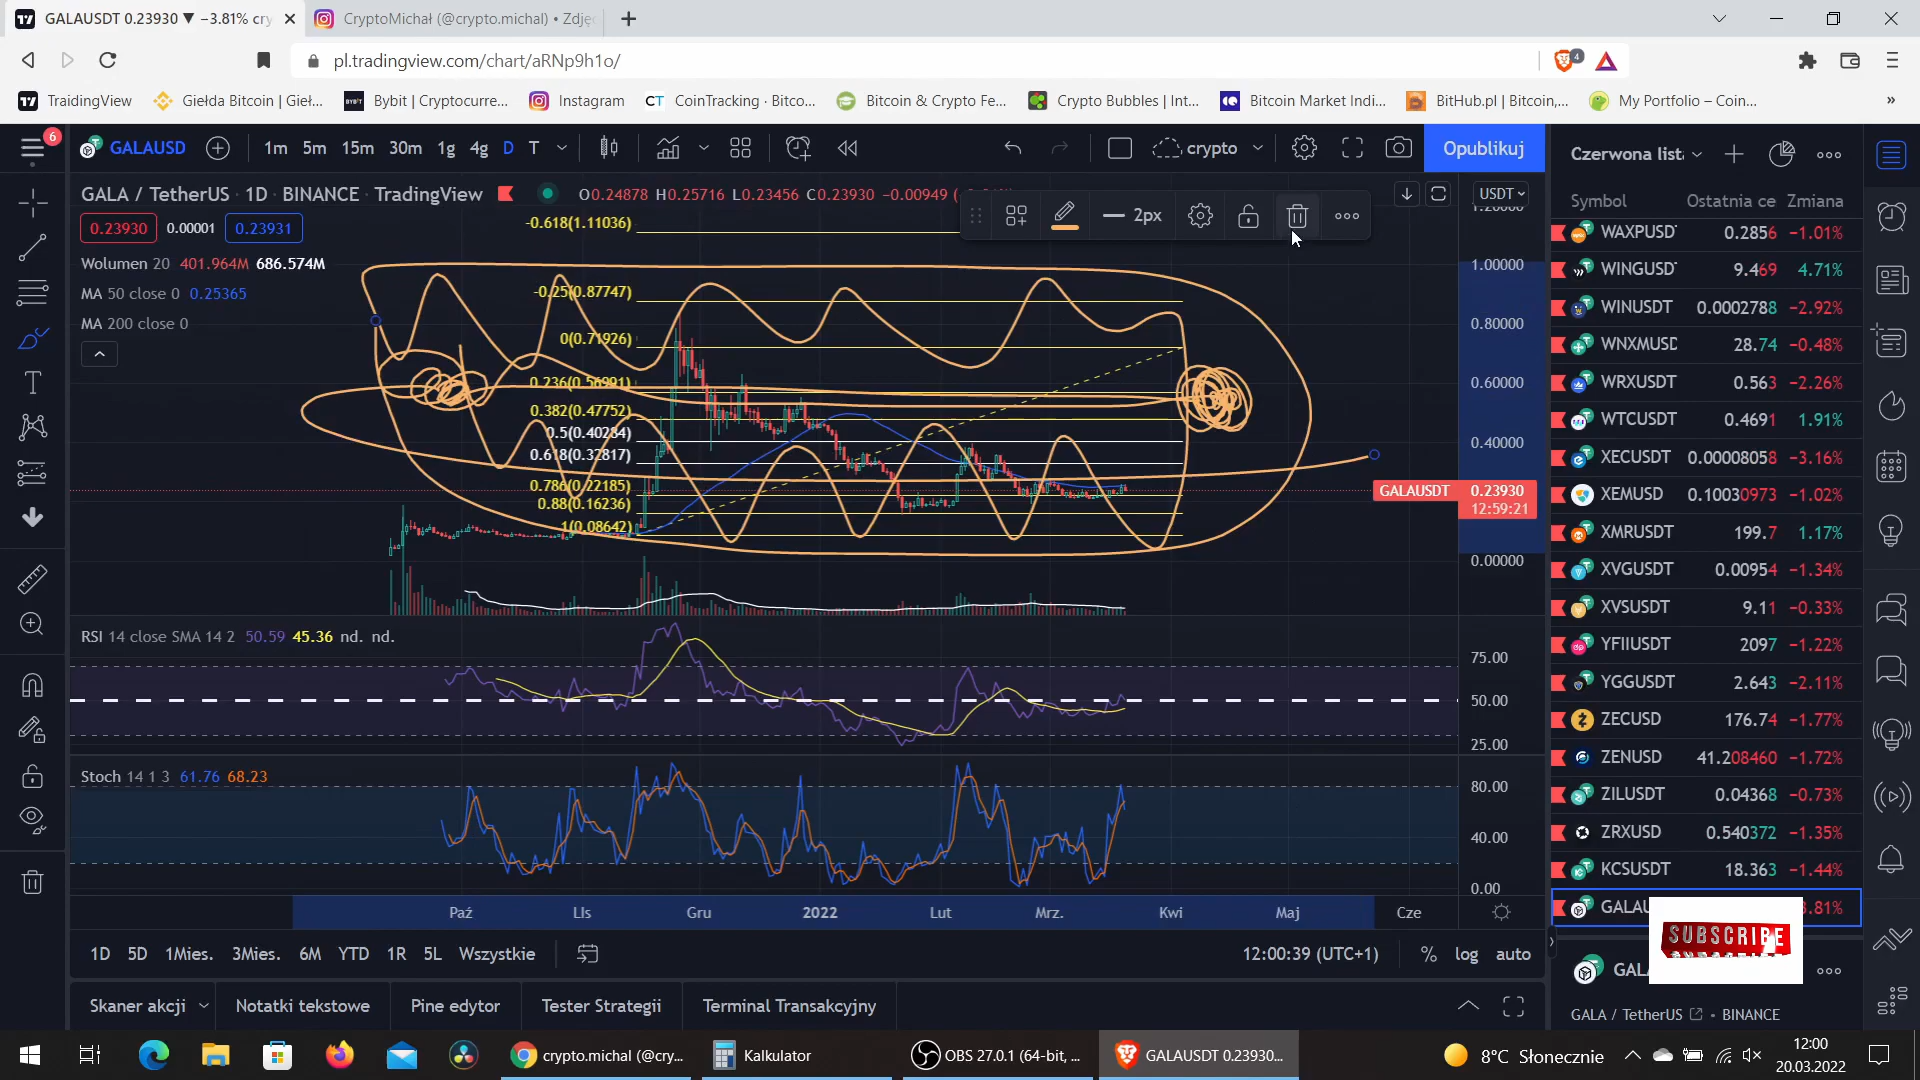 GALAUSDT 0.23930 ▼ −3.81% cry
CryptoMichał (@crypto.michal) • Zdjęc
pl.tradingview.com/chart/aRNp9h1o/
4
TraidingView
Giełda Bitcoin | Gieł...
Bybit | Cryptocurre...
Instagram
CoinTracking · Bitco...
Bitcoin & Crypto Fe...
Crypto Bubbles | Int...
Bitcoin Market Indi...
BitHub.pl | Bitcoin,...
My Portfolio – Coin...
»
6
GALAUSD
1m 5m 15m 30m 1g 4g D T
crypto
Opublikuj
Czerwona list
GALA / TetherUS · 1D · BINANCE · TradingView
O0.24878 H0.25716 L0.23456 C0.23930 −0.00949
USDT
Symbol Ostatnia ce Zmiana
0.23930 0.00001 0.23931
2px
Wolumen 20 401.964M 686.574M
MA 50 close 0 0.25365
MA 200 close 0
-0.618(1.11036)
-0.25(0.87747)
0(0.71926)
0.236(0.56991)
0.382(0.47752)
0.5(0.40284)
0.618(0.32817)
0.786(0.22185)
0.88(0.16236)
1(0.08642)
1.20000
1.00000
0.80000
0.60000
0.40000
GALAUSDT 0.23930
12:59:21
0.00000
WAXPUSD 0.2856 −1.01%
WINGUSD 9.469 4.71%
WINUSDT 0.0002788 −2.92%
WNXMUSD 28.74 −0.48%
WRXUSDT 0.563 −2.26%
WTCUSDT 0.4691 1.91%
XECUSDT 0.00008058 −3.16%
XEMUSD 0.10030973 −1.02%
XMRUSDT 199.7 1.17%
XVGUSDT 0.00954 −1.34%
XVSUSDT 9.11 −0.33%
YFIIUSDT 2097 −1.22%
YGGUSDT 2.643 −2.11%
ZECUSD 176.74 −1.77%
ZENUSD 41.208460 −1.72%
ZILUSDT 0.04368 −0.73%
ZRXUSD 0.540372 −1.35%
KCSUSDT 18.363 −1.44%
GALAU 3.81%
RSI 14 close SMA 14 2 50.59 45.36 nd. nd.
75.00
50.00
25.00
Stoch 14 1 3 61.76 68.23
80.00
40.00
0.00
Paź LIs Gru 2022 Lut Mrz. Kwi Maj Cze
SUBSCRIBE
1D 5D 1Mies. 3Mies. 6M YTD 1R 5L Wszystkie
12:00:39 (UTC+1) % log auto
GAL
Skaner akcji Notatki tekstowe Pine edytor Tester Strategii Terminal Transakcyjny
GALA / TetherUS • BINANCE
crypto.michal (@cry...
Kalkulator
OBS 27.0.1 (64-bit, ...
GALAUSDT 0.23930...
8°C Słonecznie
12:00
20.03.2022